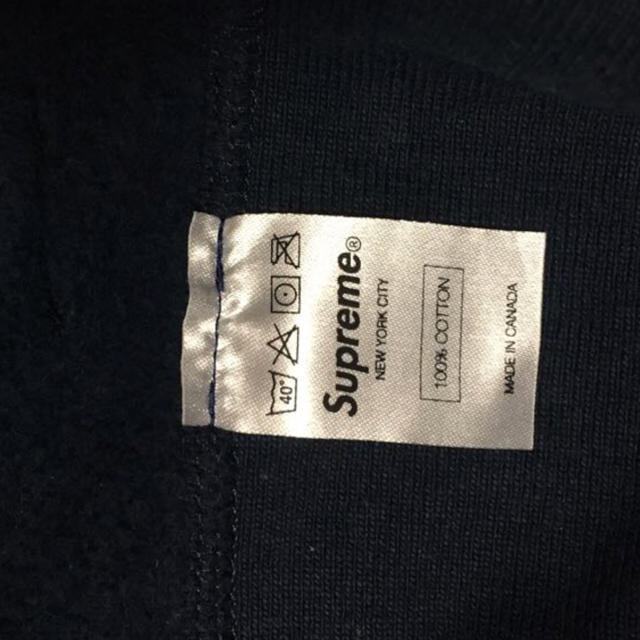 40°
Supreme®
NEW YORK CITY
100% COTTON
MADE IN CANADA